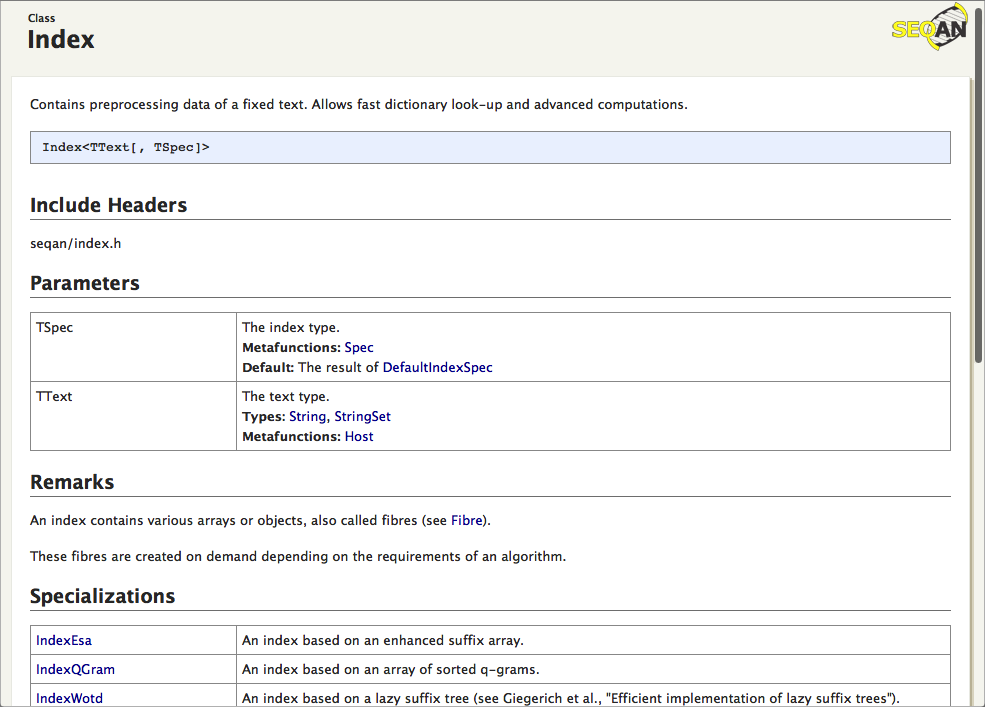 Class
Index
SEQAN
Contains preprocessing data of a fixed text. Allows fast dictionary look-up and advanced computations.
Index<TText[, TSpec]>
Include Headers
seqan/index.h
Parameters
TSpec
The index type.
Metafunctions: Spec
Default: The result of DefaultIndexSpec
TText
The text type.
Types: String, StringSet
Metafunctions: Host
Remarks
An index contains various arrays or objects, also called fibres (see Fibre).
These fibres are created on demand depending on the requirements of an algorithm.
Specializations
IndexEsa
An index based on an enhanced suffix array.
IndexQGram
An index based on an array of sorted q-grams.
IndexWotd
An index based on a lazy suffix tree (see Giegerich et al., "Efficient implementation of lazy suffix trees").